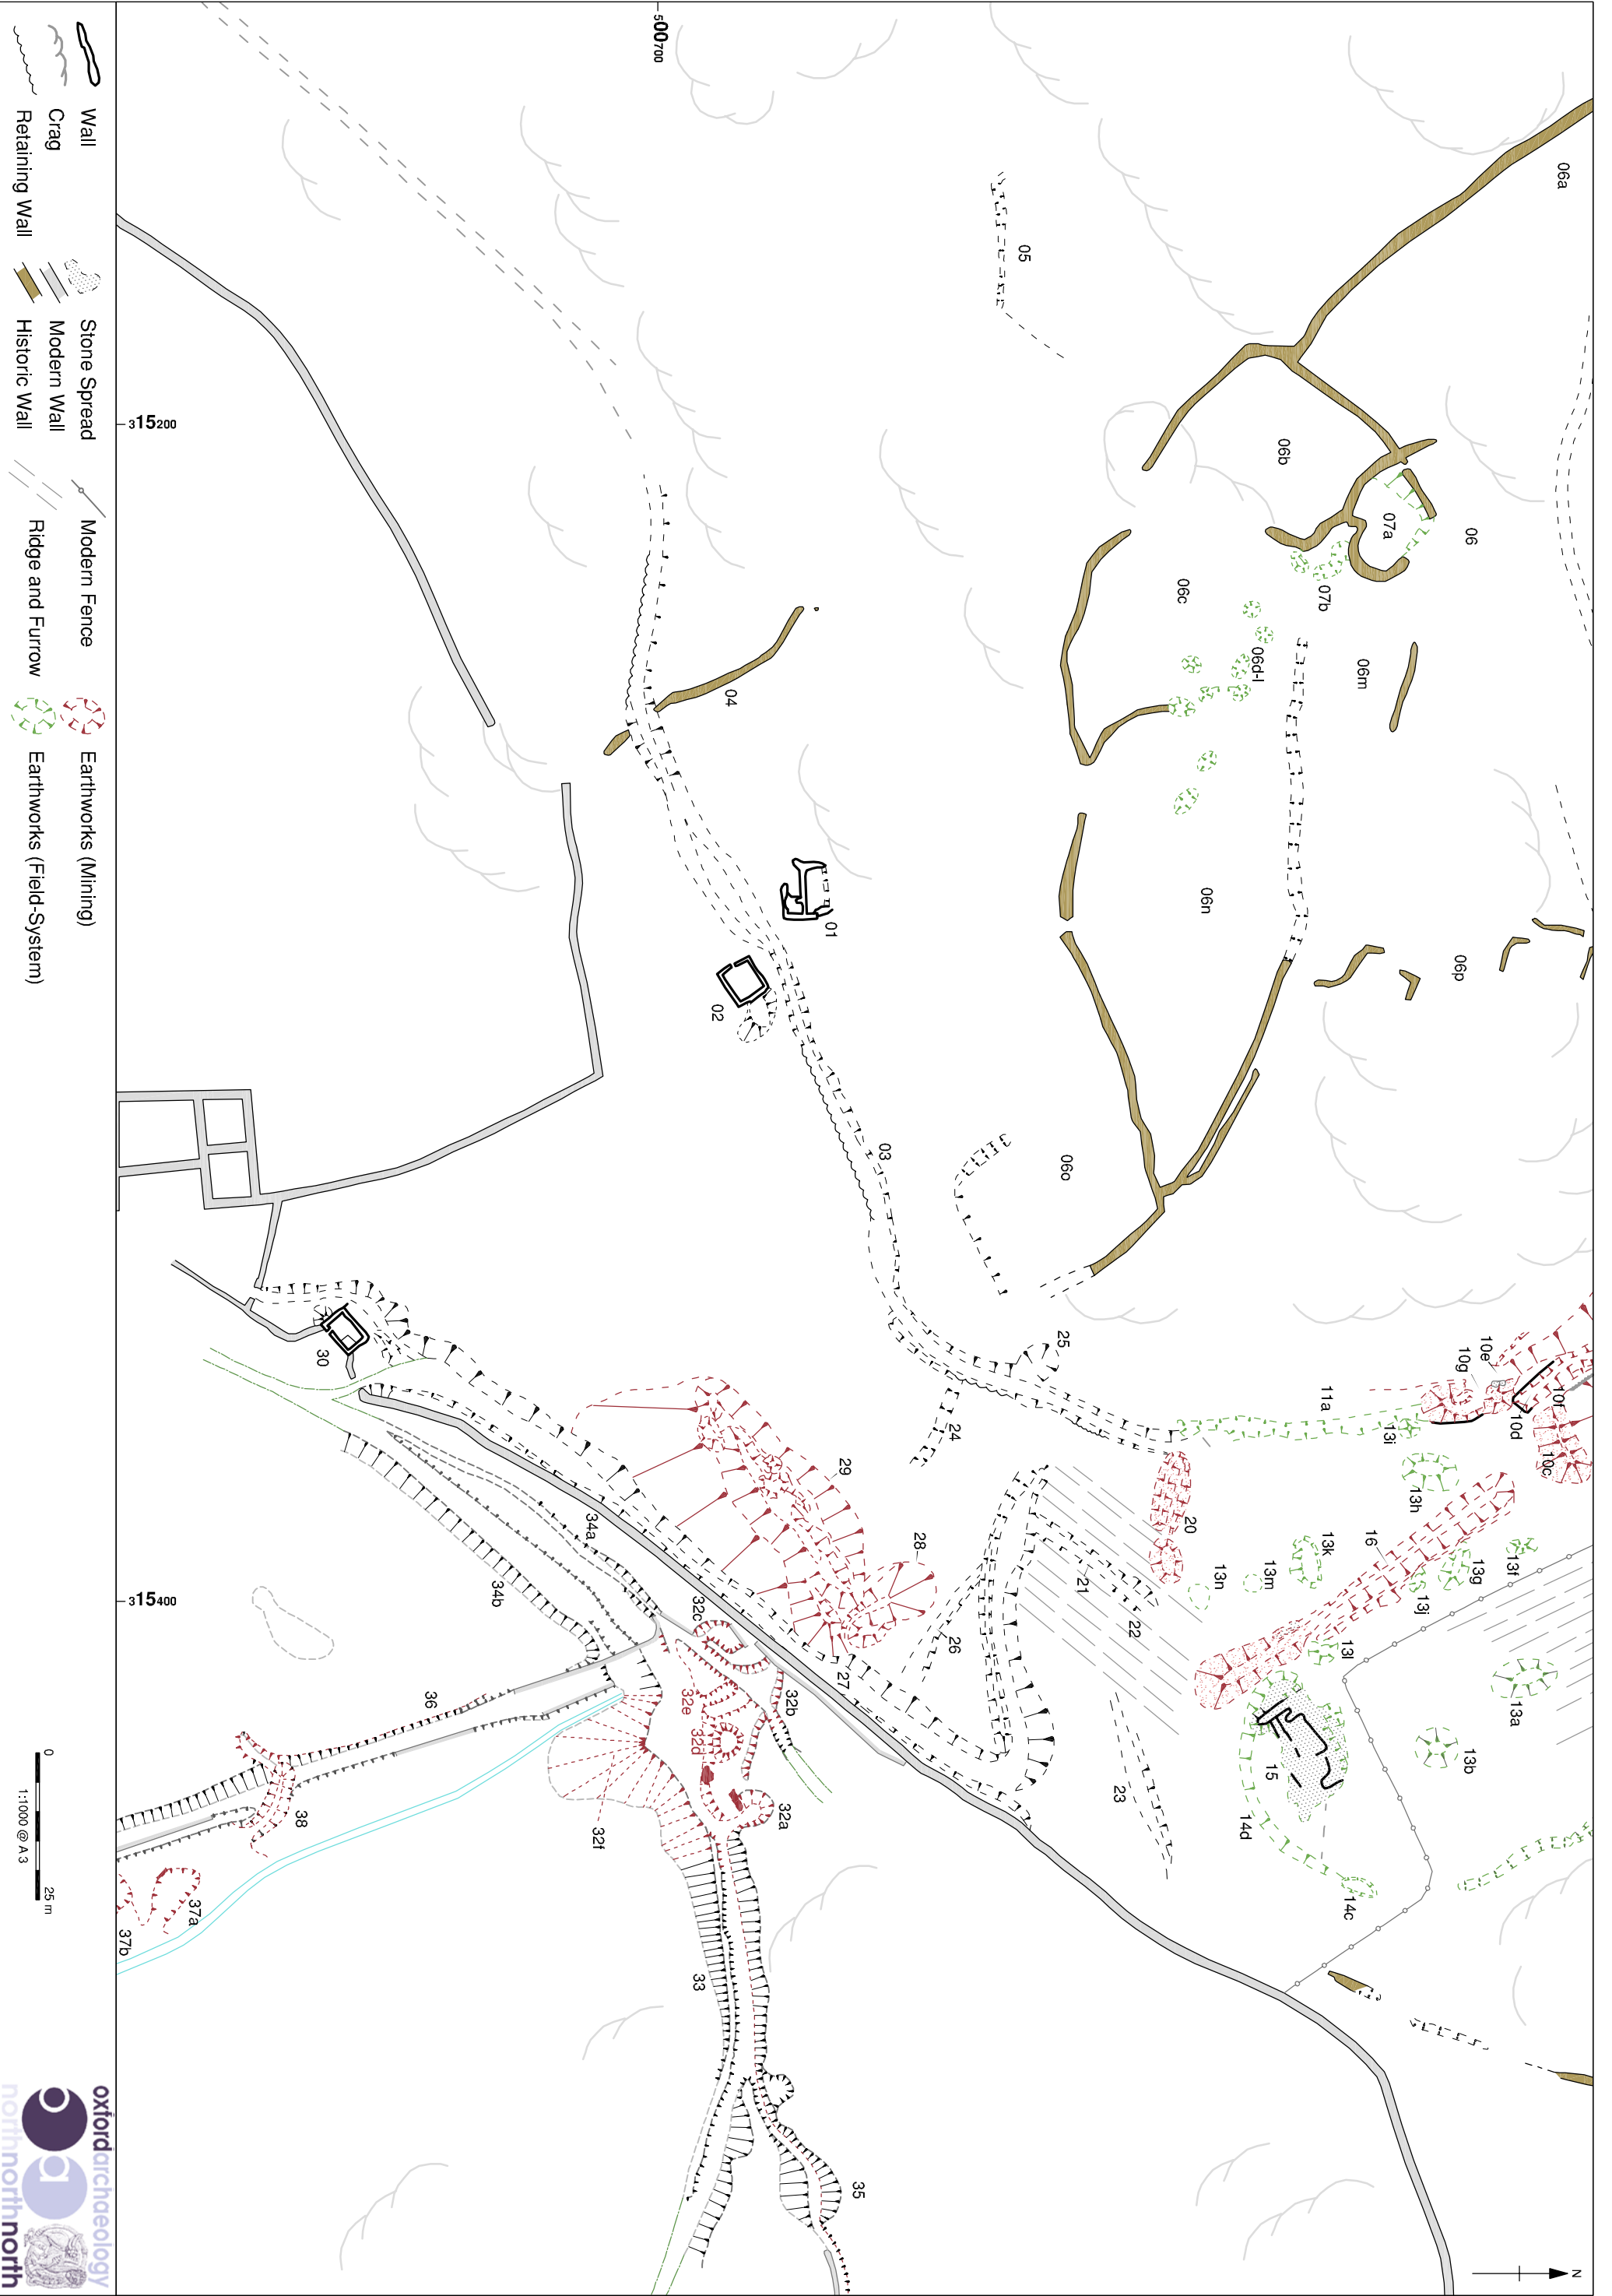 06a
500700
05
06b
06
07a
07b
06c
06d-l
06m
04
06n
06p
01
02
03
06o
315200
25
24
11a
10e
10g
10f
10d
10c
13i
13h
20
13k
16
13f
13g
13j
13m
13n
21
22
29
28
26
27
13l
13a
13b
15
14d
14c
23
30
34a
34b
32c
32b
32e
32d
32a
32f
315400
36
38
37a
37b
33
35
N
Wall
Crag
Retaining Wall
Stone Spread
Modern Wall
Historic Wall
Modern Fence
Ridge and Furrow
Earthworks (Mining)
Earthworks (Field-System)
0
25 m
1:1000 @ A3
oxfordarchaeology
northnorthnorth